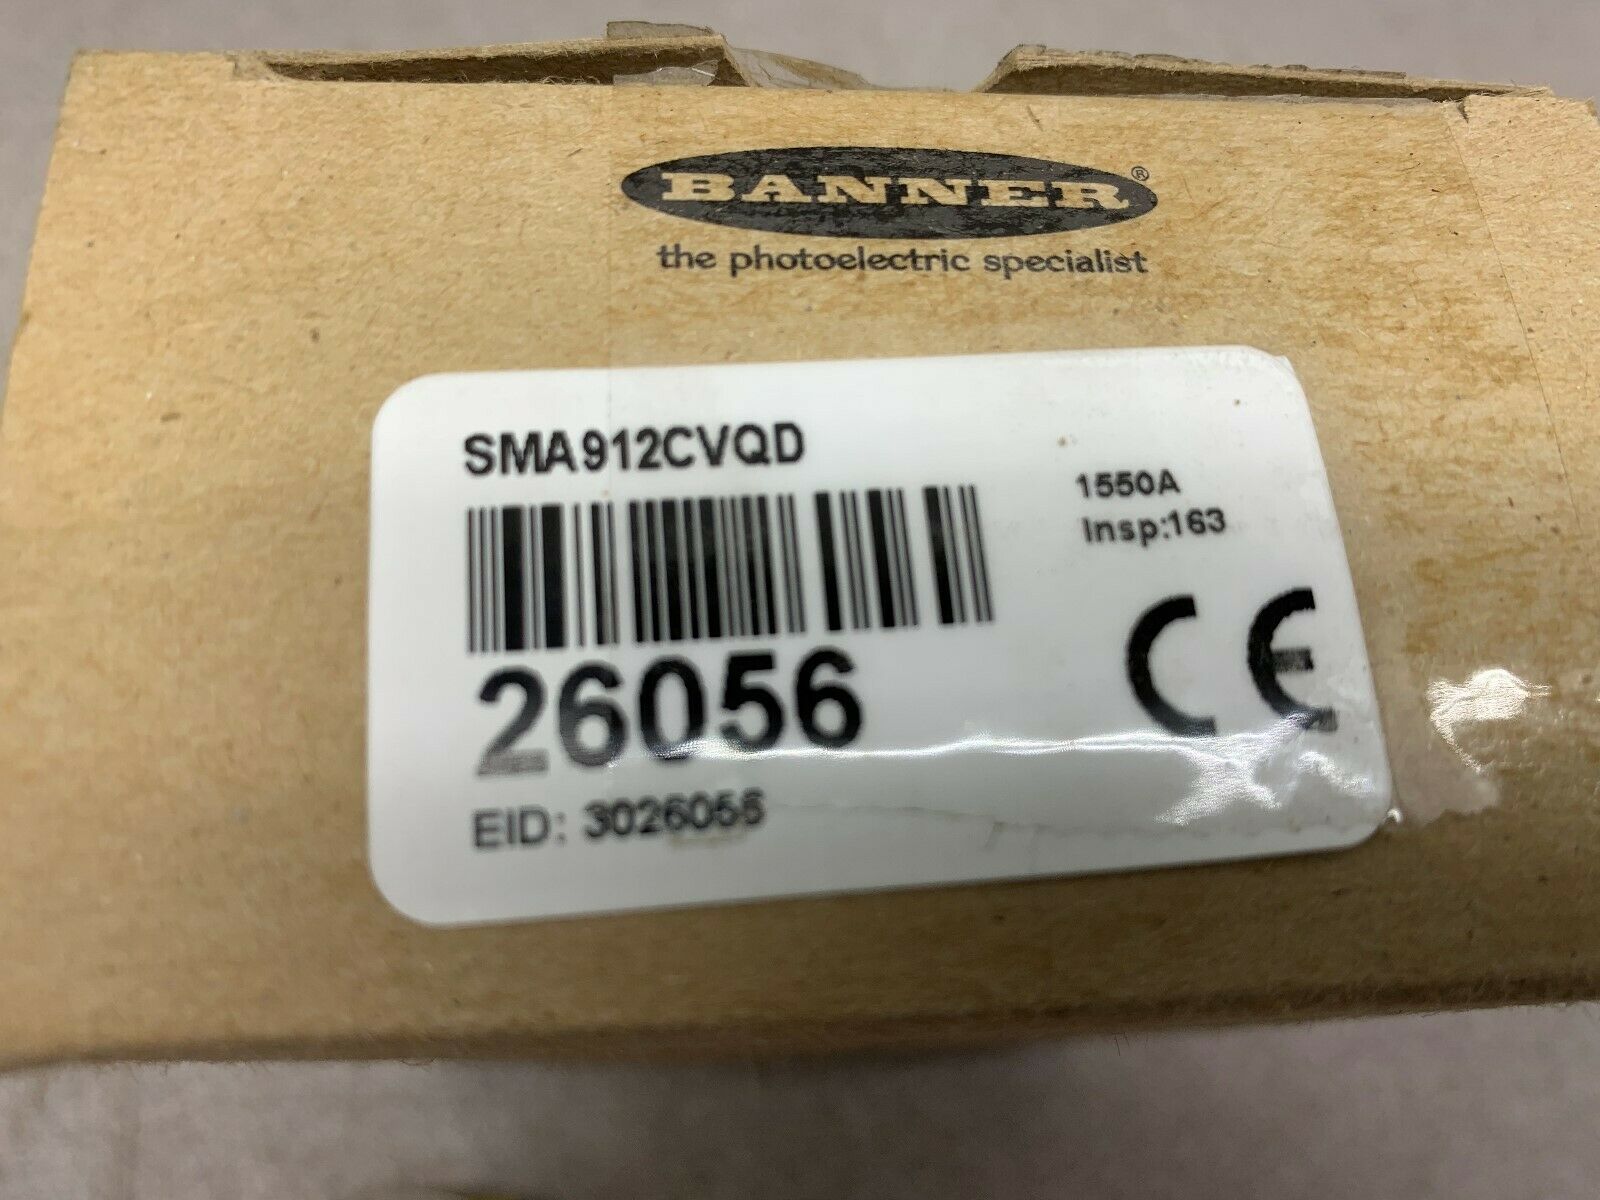 BANNER®
the photoelectric specialist
SMA912CVQD
1550A
Insp:163
26056
CE
EID: 3026056